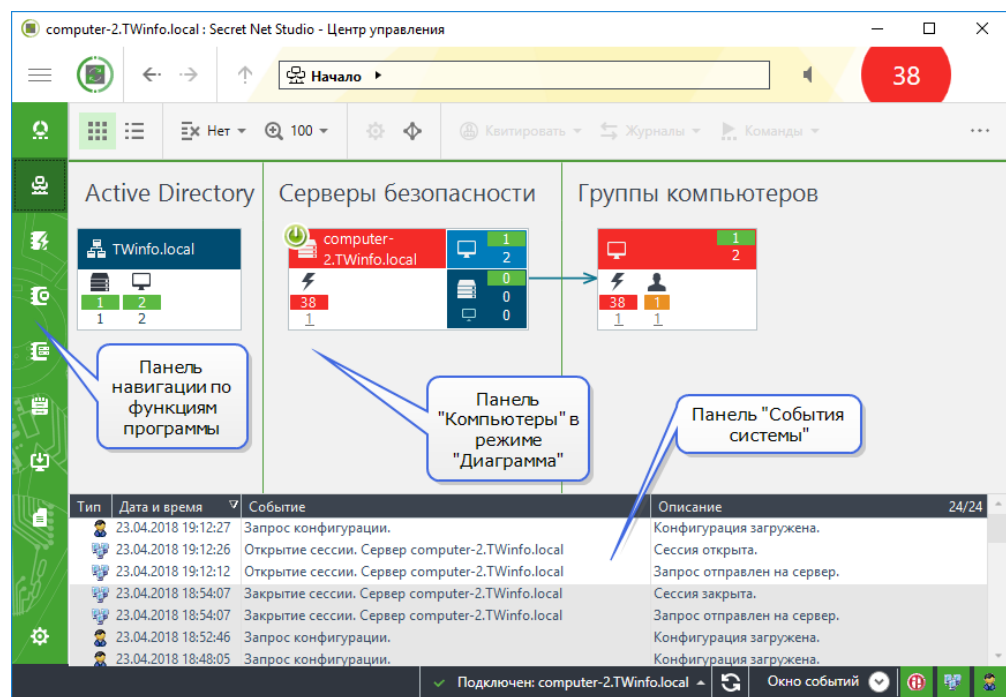 computer-2.TWinfo.local : Secret Net Studio - Центр управления
Начало
38
Нет
100
Квитировать
Журналы
Команды
...
Active Directory
Серверы безопасности
Группы компьютеров
TWinfo.local
1 2
1 2
computer-
2.TWinfo.local
1
2
38
1
0
0
0
1
2
38 1
1 1
Панель
навигации по
функциям
программы
Панель
"Компьютеры" в
режиме
"Диаграмма"
Панель "События
системы"
Тип Дата и время Событие Описание 24/24
23.04.2018 19:12:27 Запрос конфигурации. Конфигурация загружена.
23.04.2018 19:12:26 Открытие сессии. Сервер computer-2.TWinfo.local Сессия открыта.
23.04.2018 19:12:12 Открытие сессии. Сервер computer-2.TWinfo.local Запрос отправлен на сервер.
23.04.2018 18:54:07 Закрытие сессии. Сервер computer-2.TWinfo.local Сессия закрыта.
23.04.2018 18:54:07 Закрытие сессии. Сервер computer-2.TWinfo.local Запрос отправлен на сервер.
23.04.2018 18:52:46 Запрос конфигурации. Конфигурация загружена.
23.04.2018 18:48:05 Запрос конфигурации. Конфигурация загружена.
Подключен: computer-2.TWinfo.local
Окно событий